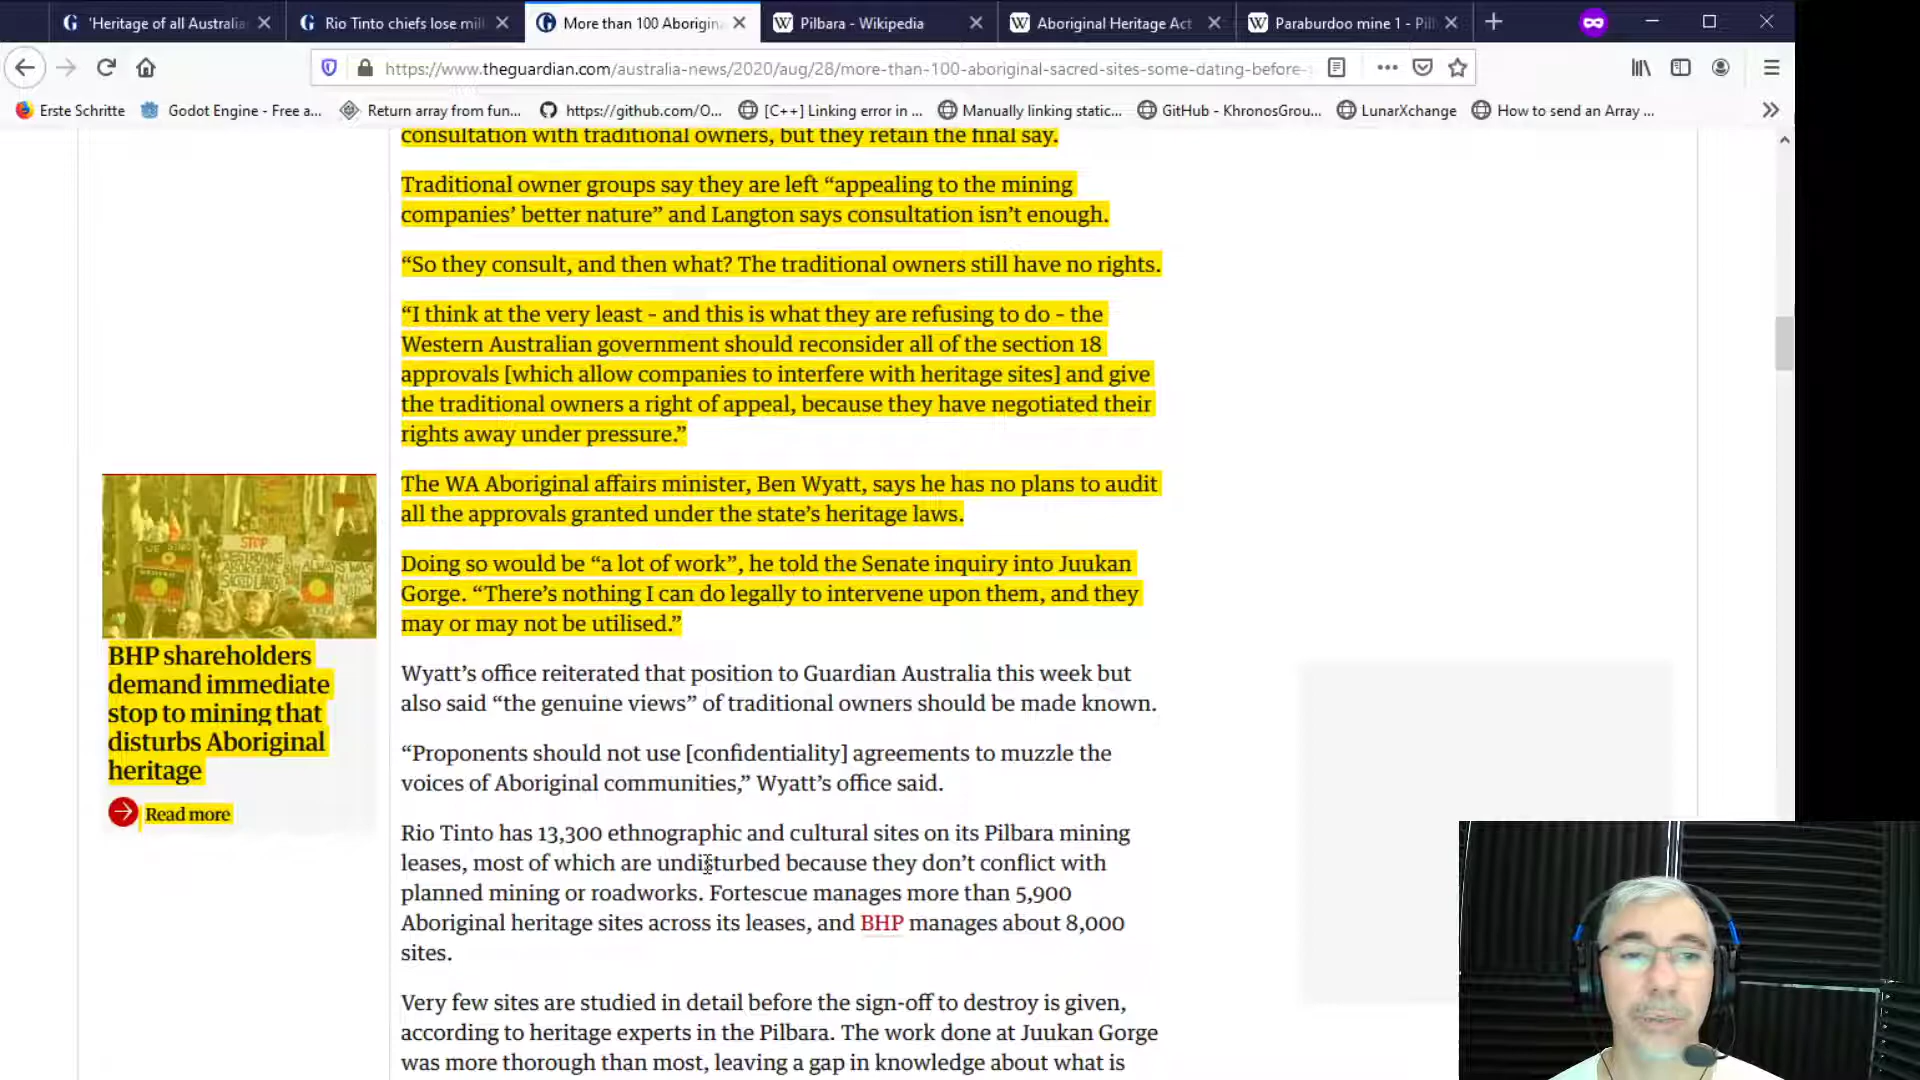 'Heritage of all Australia
Rio Tinto chiefs lose mil
More than 100 Aborigin
Pilbara - Wikipedia
Aboriginal Heritage Act
Paraburdoo mine 1 - Pil
https://www.theguardian.com/australia-news/2020/aug/28/more-than-100-aboriginal-sacred-sites-some-dating-before-
Erste Schritte
Godot Engine - Free a...
Return array from fun...
https://github.com/O...
[C++] Linking error in ...
Manually linking static...
GitHub - KhronosGrou...
LunarXchange
How to send an Array ...
consultation with traditional owners, but they retain the final say.
Traditional owner groups say they are left “appealing to the mining
companies’ better nature” and Langton says consultation isn’t enough.
“So they consult, and then what? The traditional owners still have no rights.
“I think at the very least - and this is what they are refusing to do - the
Western Australian government should reconsider all of the section 18
approvals [which allow companies to interfere with heritage sites] and give
the traditional owners a right of appeal, because they have negotiated their
rights away under pressure.”
The WA Aboriginal affairs minister, Ben Wyatt, says he has no plans to audit
all the approvals granted under the state’s heritage laws.
Doing so would be “a lot of work”, he told the Senate inquiry into Juukan
Gorge. “There’s nothing I can do legally to intervene upon them, and they
may or may not be utilised.”
STOP
BHP shareholders
demand immediate
stop to mining that
disturbs Aboriginal
heritage
Read more
Wyatt’s office reiterated that position to Guardian Australia this week but
also said “the genuine views” of traditional owners should be made known.
“Proponents should not use [confidentiality] agreements to muzzle the
voices of Aboriginal communities,” Wyatt’s office said.
Rio Tinto has 13,300 ethnographic and cultural sites on its Pilbara mining
leases, most of which are undisturbed because they don’t conflict with
planned mining or roadworks. Fortescue manages more than 5,900
Aboriginal heritage sites across its leases, and BHP manages about 8,000
sites.
Very few sites are studied in detail before the sign-off to destroy is given,
according to heritage experts in the Pilbara. The work done at Juukan Gorge
was more thorough than most, leaving a gap in knowledge about what is